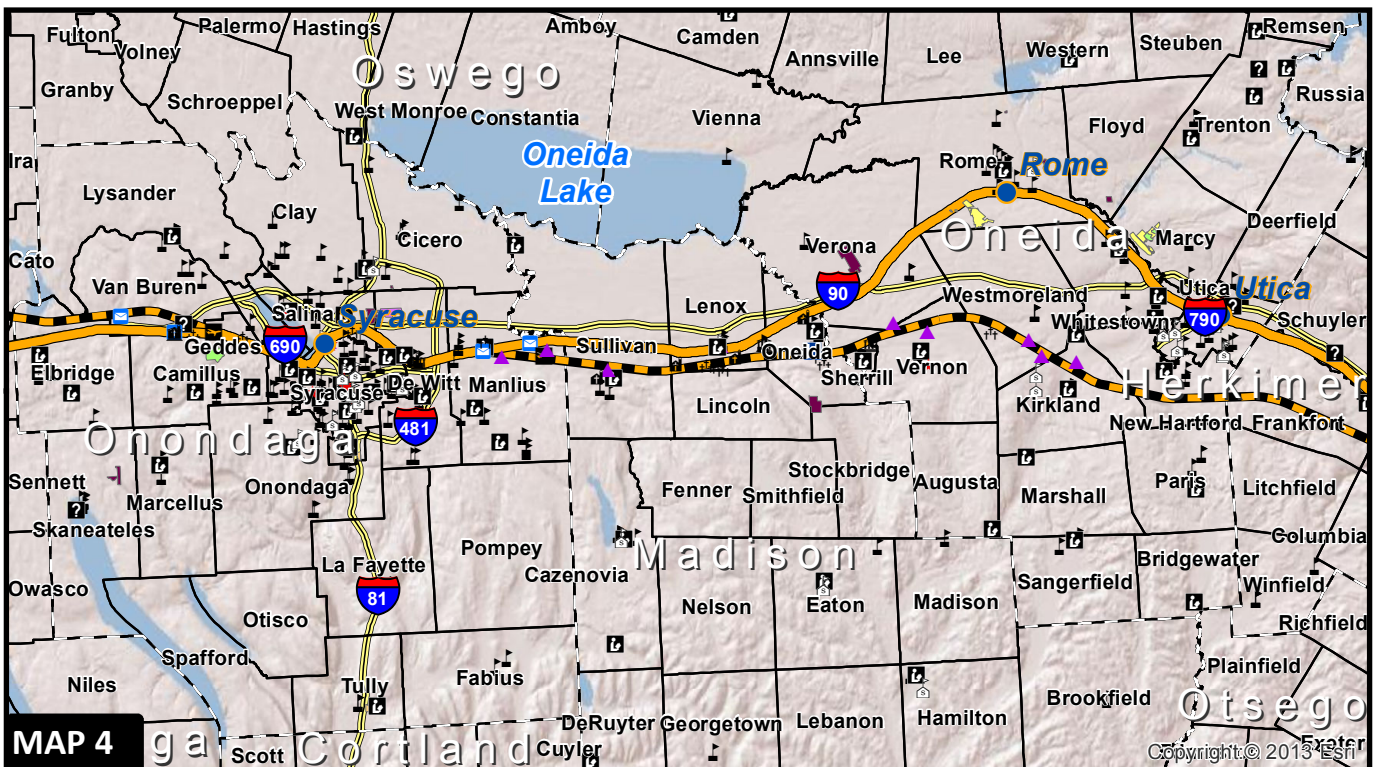 Fulton
Volney
Palermo
Hastings
Amboy
Camden
Annsville
Lee
Western
Steuben
Remsen
Granby
Schroeppel
Oswego
West Monroe
Constantia
Vienna
Floyd
Trenton
Russia
Ira
Lysander
Clay
Cicero
Oneida
Lake
Rome
Rome
Oneida
Deerfield
Marcy
Verona
Cato
Van Buren
Salina
Syracuse
Geddes
690
90
Lenox
Westmoreland
Utica
Utica
Whitestown
790
Schuyler
Elbridge
Camillus
Syracuse
De Witt
Manlius
Sullivan
Oneida
Sherrill
Vernon
Kirkland
Herkimer
New Hartford
Frankfort
Onondaga
481
Lincoln
Sennett
Marcellus
Onondaga
Skaneateles
Fenner
Smithfield
Stockbridge
Augusta
Marshall
Paris
Litchfield
Columbia
La Fayette
81
Pompey
Cazenovia
Madison
Owasco
Otisco
Nelson
Eaton
Madison
Sangerfield
Bridgewater
Winfield
Richfield
Spafford
Niles
Tully
Fabius
DeRuyter
Georgetown
Lebanon
Hamilton
Brookfield
Plainfield
Otsego
Exeter
MAP 4
ga
Scott
Cortland
Cuyler
Copyright:© 2013 Esri